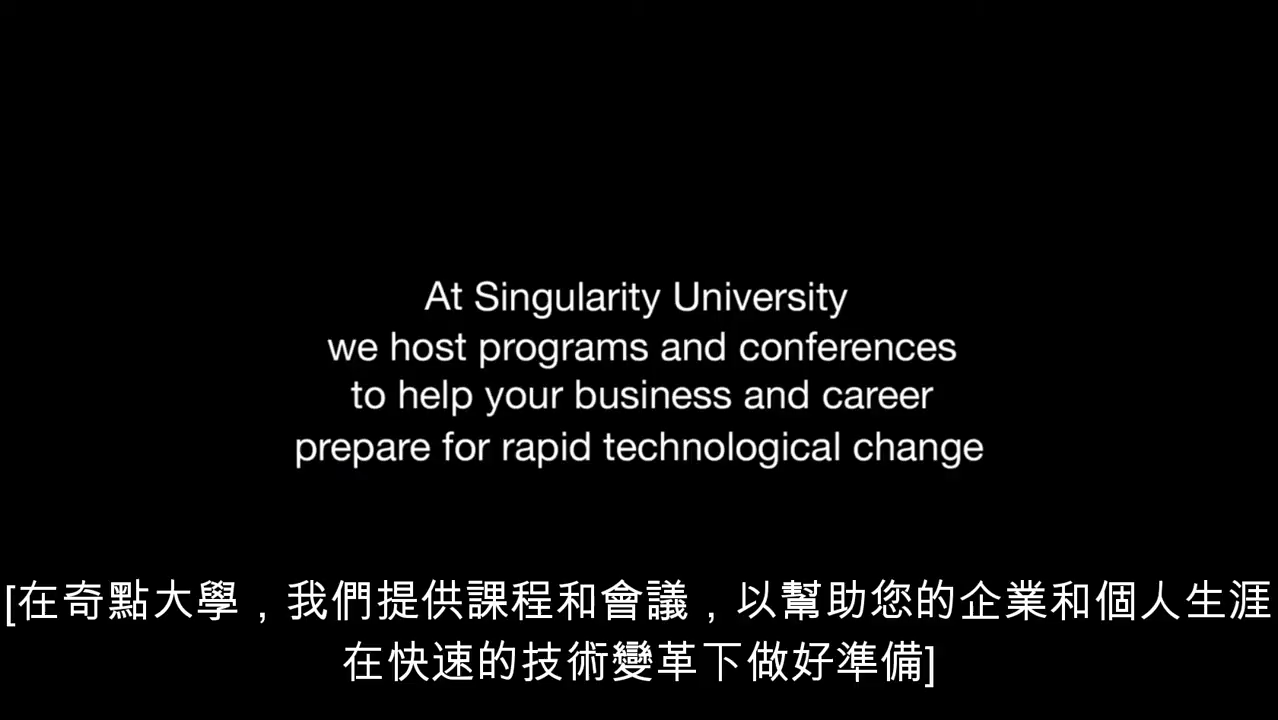 At Singularity University
we host programs and conferences
to help your business and career
prepare for rapid technological change
[在奇點大學，我們提供課程和會議，以幫助您的企業和個人生涯
在快速的技術變革下做好準備]